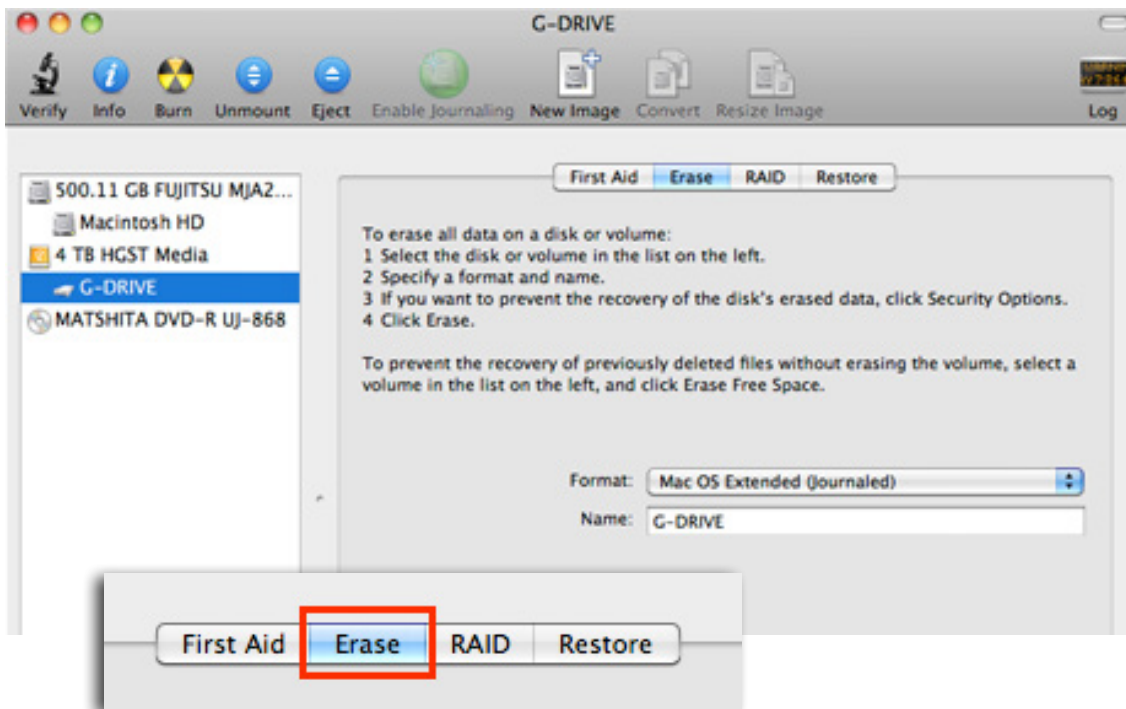 G-DRIVE
Verify Info Burn Unmount Eject Enable Journaling New Image Convert Resize Image Log
500.11 GB FUJITSU MJA2...
Macintosh HD
4 TB HGST Media
G-DRIVE
MATSHITA DVD-R UJ-868
First Aid Erase RAID Restore
To erase all data on a disk or volume:
1 Select the disk or volume in the list on the left.
2 Specify a format and name.
3 If you want to prevent the recovery of the disk's erased data, click Security Options.
4 Click Erase.
To prevent the recovery of previously deleted files without erasing the volume, select a
volume in the list on the left, and click Erase Free Space.
Format: Mac OS Extended (Journaled)
Name: G-DRIVE
First Aid Erase RAID Restore